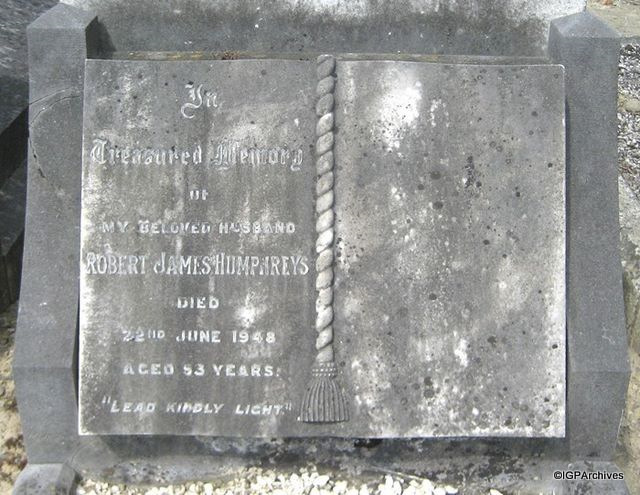 In
Treasured Memory
OF
MY BELOVED HUSBAND
ROBERT JAMES HUMPHREYS
DIED
22ND JUNE 1948
AGED 53 YEARS.
"LEAD KINDLY LIGHT"
©IGPArchives